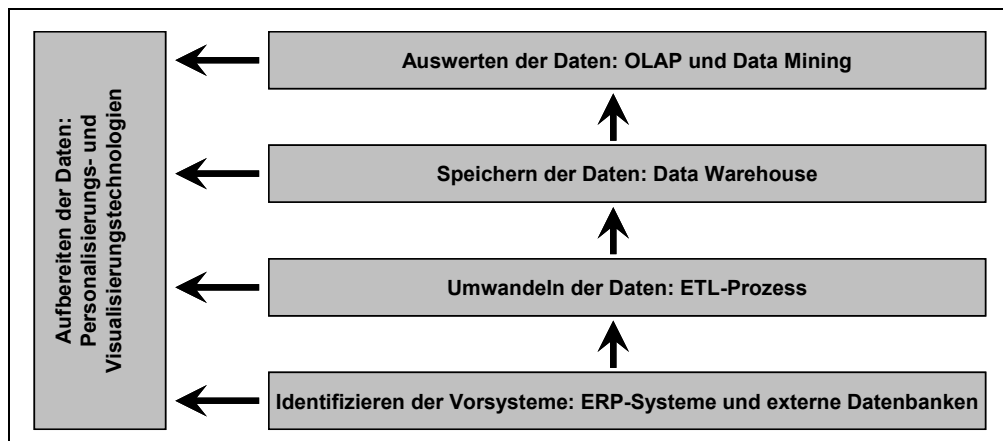 Aufbereiten der Daten:
Personalisierungs- und
Visualisierungstechnologien
Auswerten der Daten: OLAP und Data Mining
Speichern der Daten: Data Warehouse
Umwandeln der Daten: ETL-Prozess
Identifizieren der Vorsysteme: ERP-Systeme und externe Datenbanken